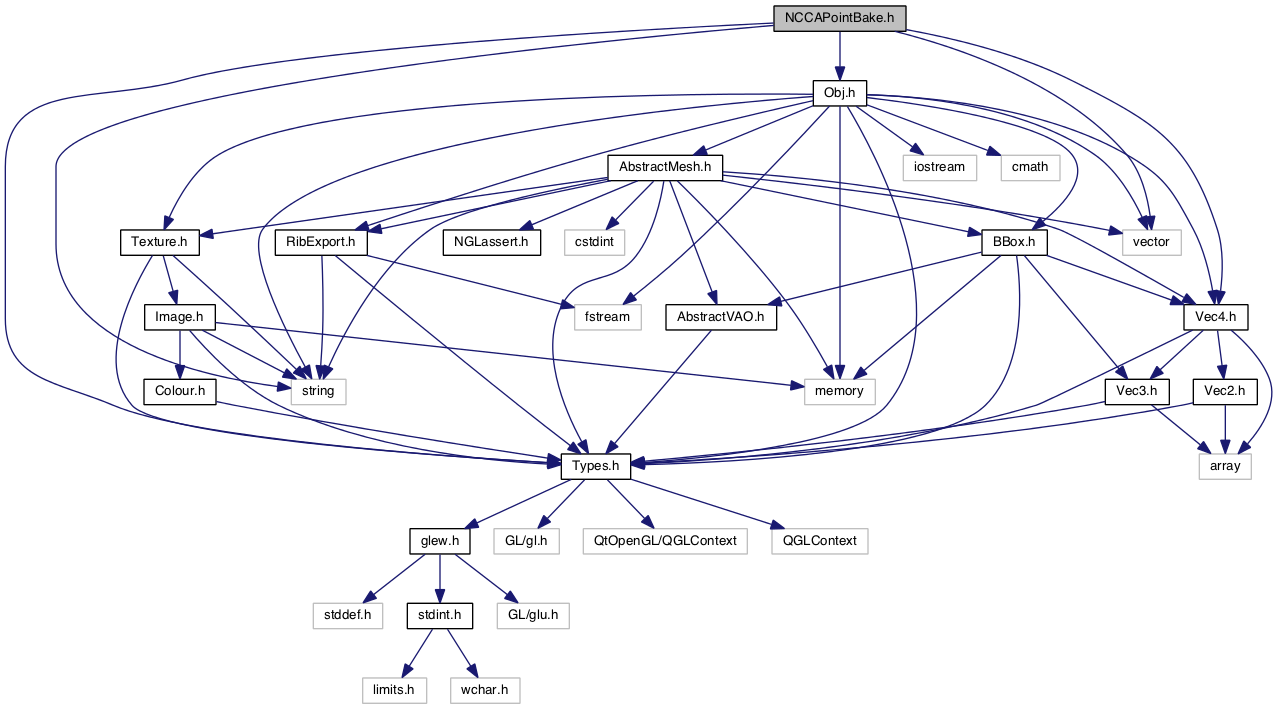 NCCAPointBake.h
Obj.h
AbstractMesh.h
iostream
cmath
Texture.h
RibExport.h
NGLassert.h
cstdint
BBox.h
vector
Image.h
fstream
AbstractVAO.h
Vec4.h
Colour.h
string
memory
Vec3.h
Vec2.h
Types.h
array
glew.h
GL/gl.h
QtOpenGL/QGLContext
QGLContext
stddef.h
stdint.h
GL/glu.h
limits.h
wchar.h